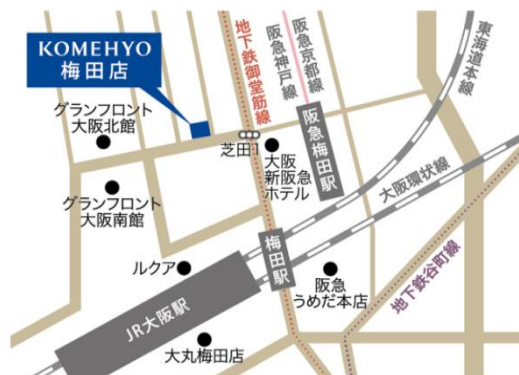 KOMEHYO
梅田店
グランフロント
大阪北館
グランフロント
大阪南館
地下鉄御堂筋線
阪急神戸線
阪急京都線
東海道本線
芝田1
大阪
新阪急
ホテル
阪急梅田駅
大阪環状線
梅田駅
ルクア
阪急
うめだ本店
地下鉄谷町線
JR大阪駅
大丸梅田店